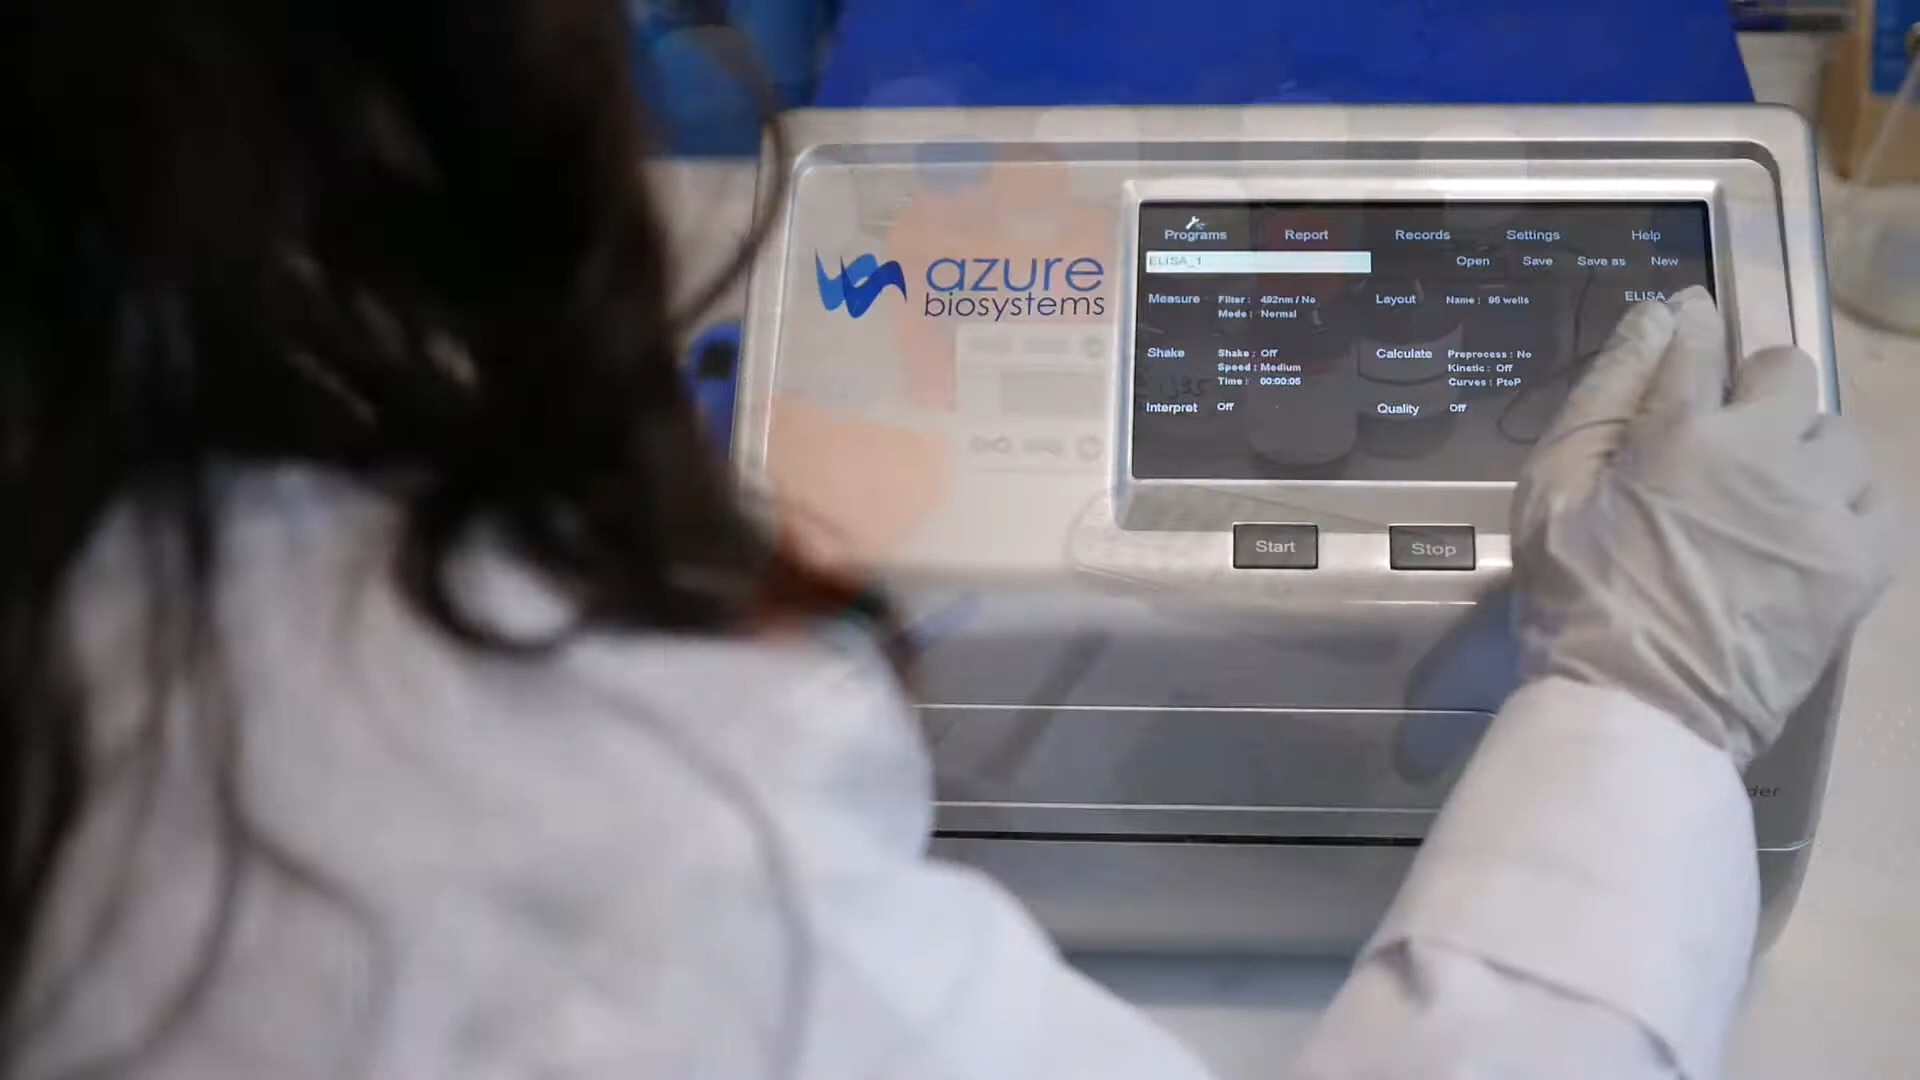 azure
biosystems
Programs Report Records Settings Help
ELISA_1 Open Save Save as New
Measure Filter : 492nm / No Layout Name : 96 wells ELISA
Mode : Normal
Shake Shake : Off Calculate Preprocess : No
Speed : Medium Kinetic : Off
Time : 00:00:05 Curves : PtoP
Interpret Off Quality Off
Start Stop
der